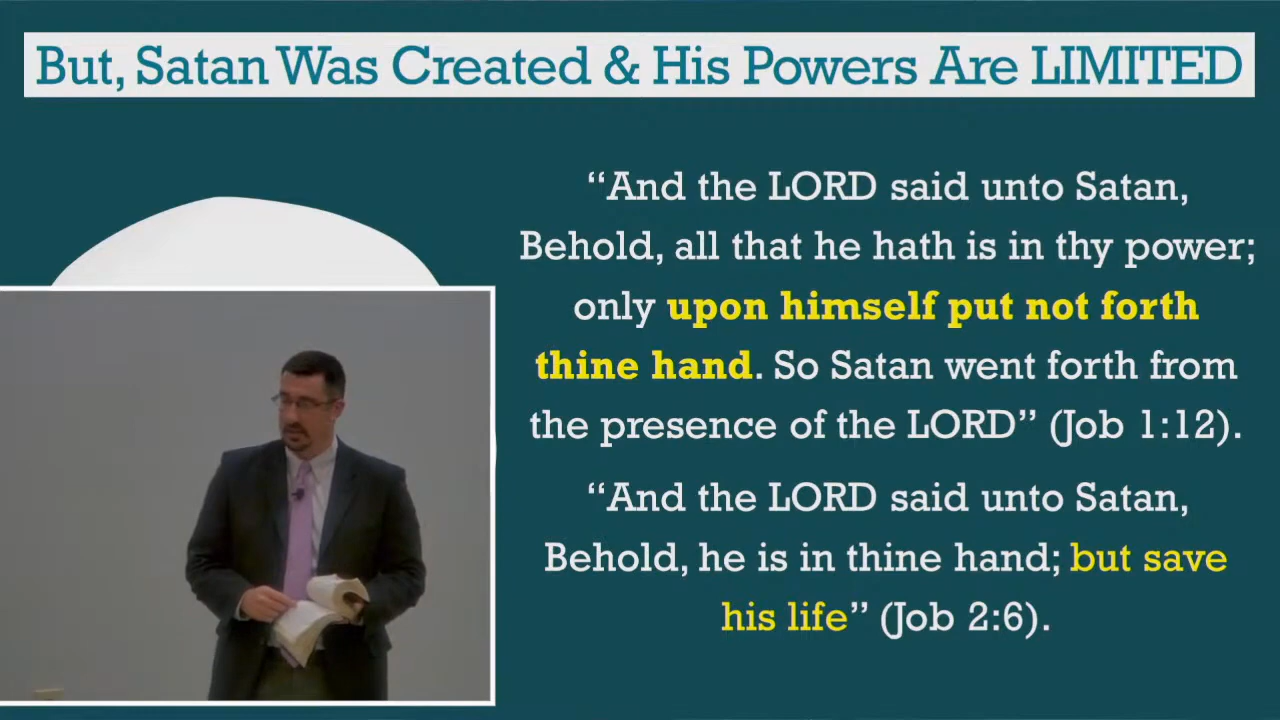 But, Satan Was Created & His Powers Are LIMITED
“And the LORD said unto Satan,
Behold, all that he hath is in thy power;
only upon himself put not forth
thine hand. So Satan went forth from
the presence of the LORD” (Job 1:12).
“And the LORD said unto Satan,
Behold, he is in thine hand; but save
his life” (Job 2:6).